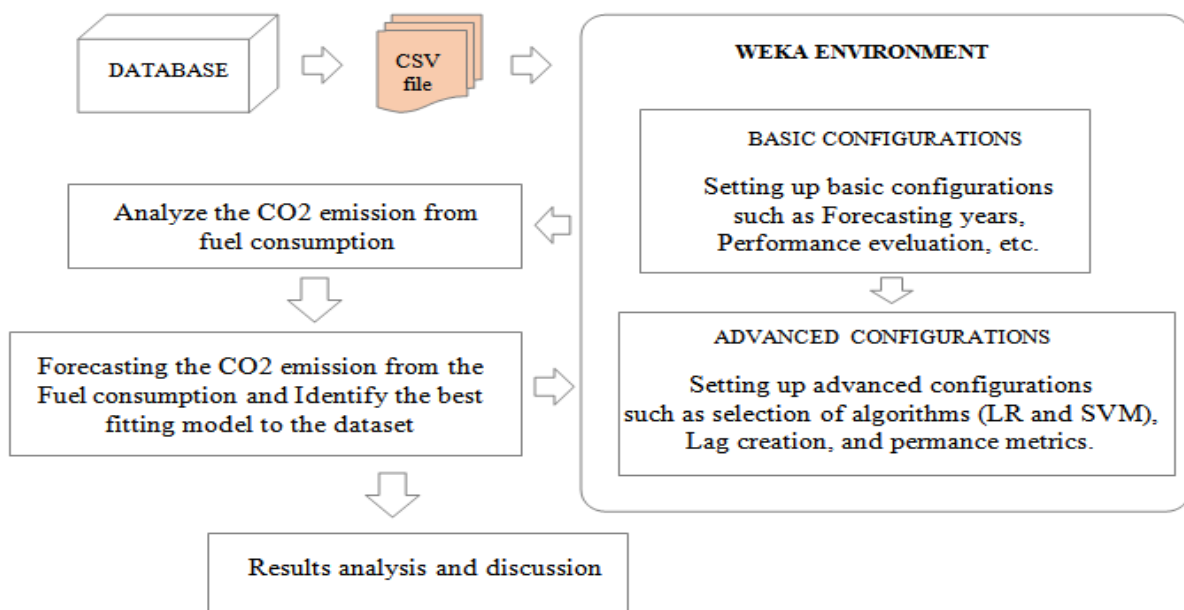 DATABASE
CSV
file
WEKA ENVIRONMENT
BASIC CONFIGURATIONS
Setting up basic configurations
such as Forecasting years,
Performance eveluation, etc.
Analyze the CO2 emission from
fuel consumption
ADVANCED CONFIGURATIONS
Setting up advanced configurations
such as selection of algorithms (LR and SVM),
Lag creation, and permance metrics.
Forecasting the CO2 emission from the
Fuel consumption and Identify the best
fitting model to the dataset
Results analysis and discussion